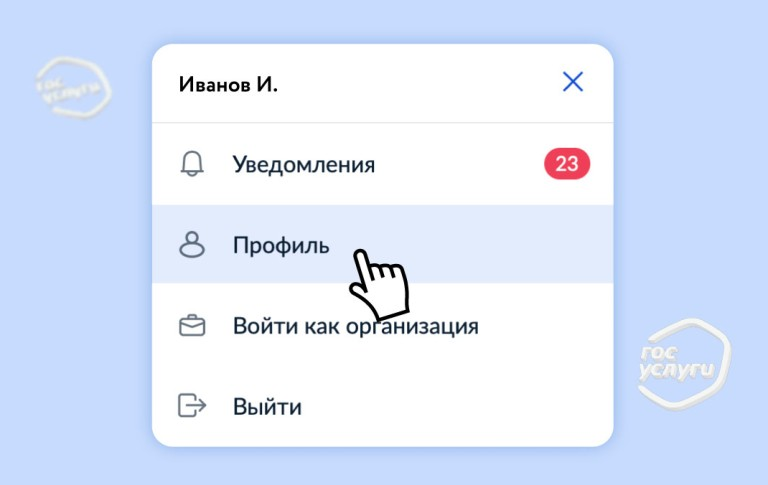 Иванов И.
гос
услуги
Уведомления 23
Профиль
Войти как организация
гос
услуги
Выйти